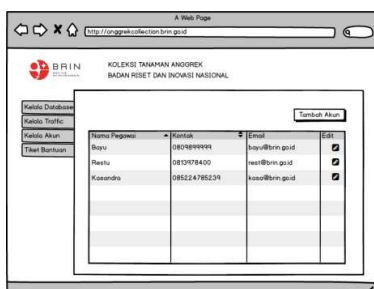 A Web Page
http://anggrekcollection.brin.go.id
BRIN
KOLEKSI TANAMAN ANGGREK
BADAN RISET DAN INOVASI NASIONAL
Kelola Database
Kelola Traffic
Kelola Akun
Tiket Bantuan
Tambah Akun
Nama Pegawai Kontak Email Edit
Bayu 0809899999 bayu@brin.go.id
Restu 0813978400 rest@brin.go.id
Kasandra 085224785239 kasa@brin.go.id